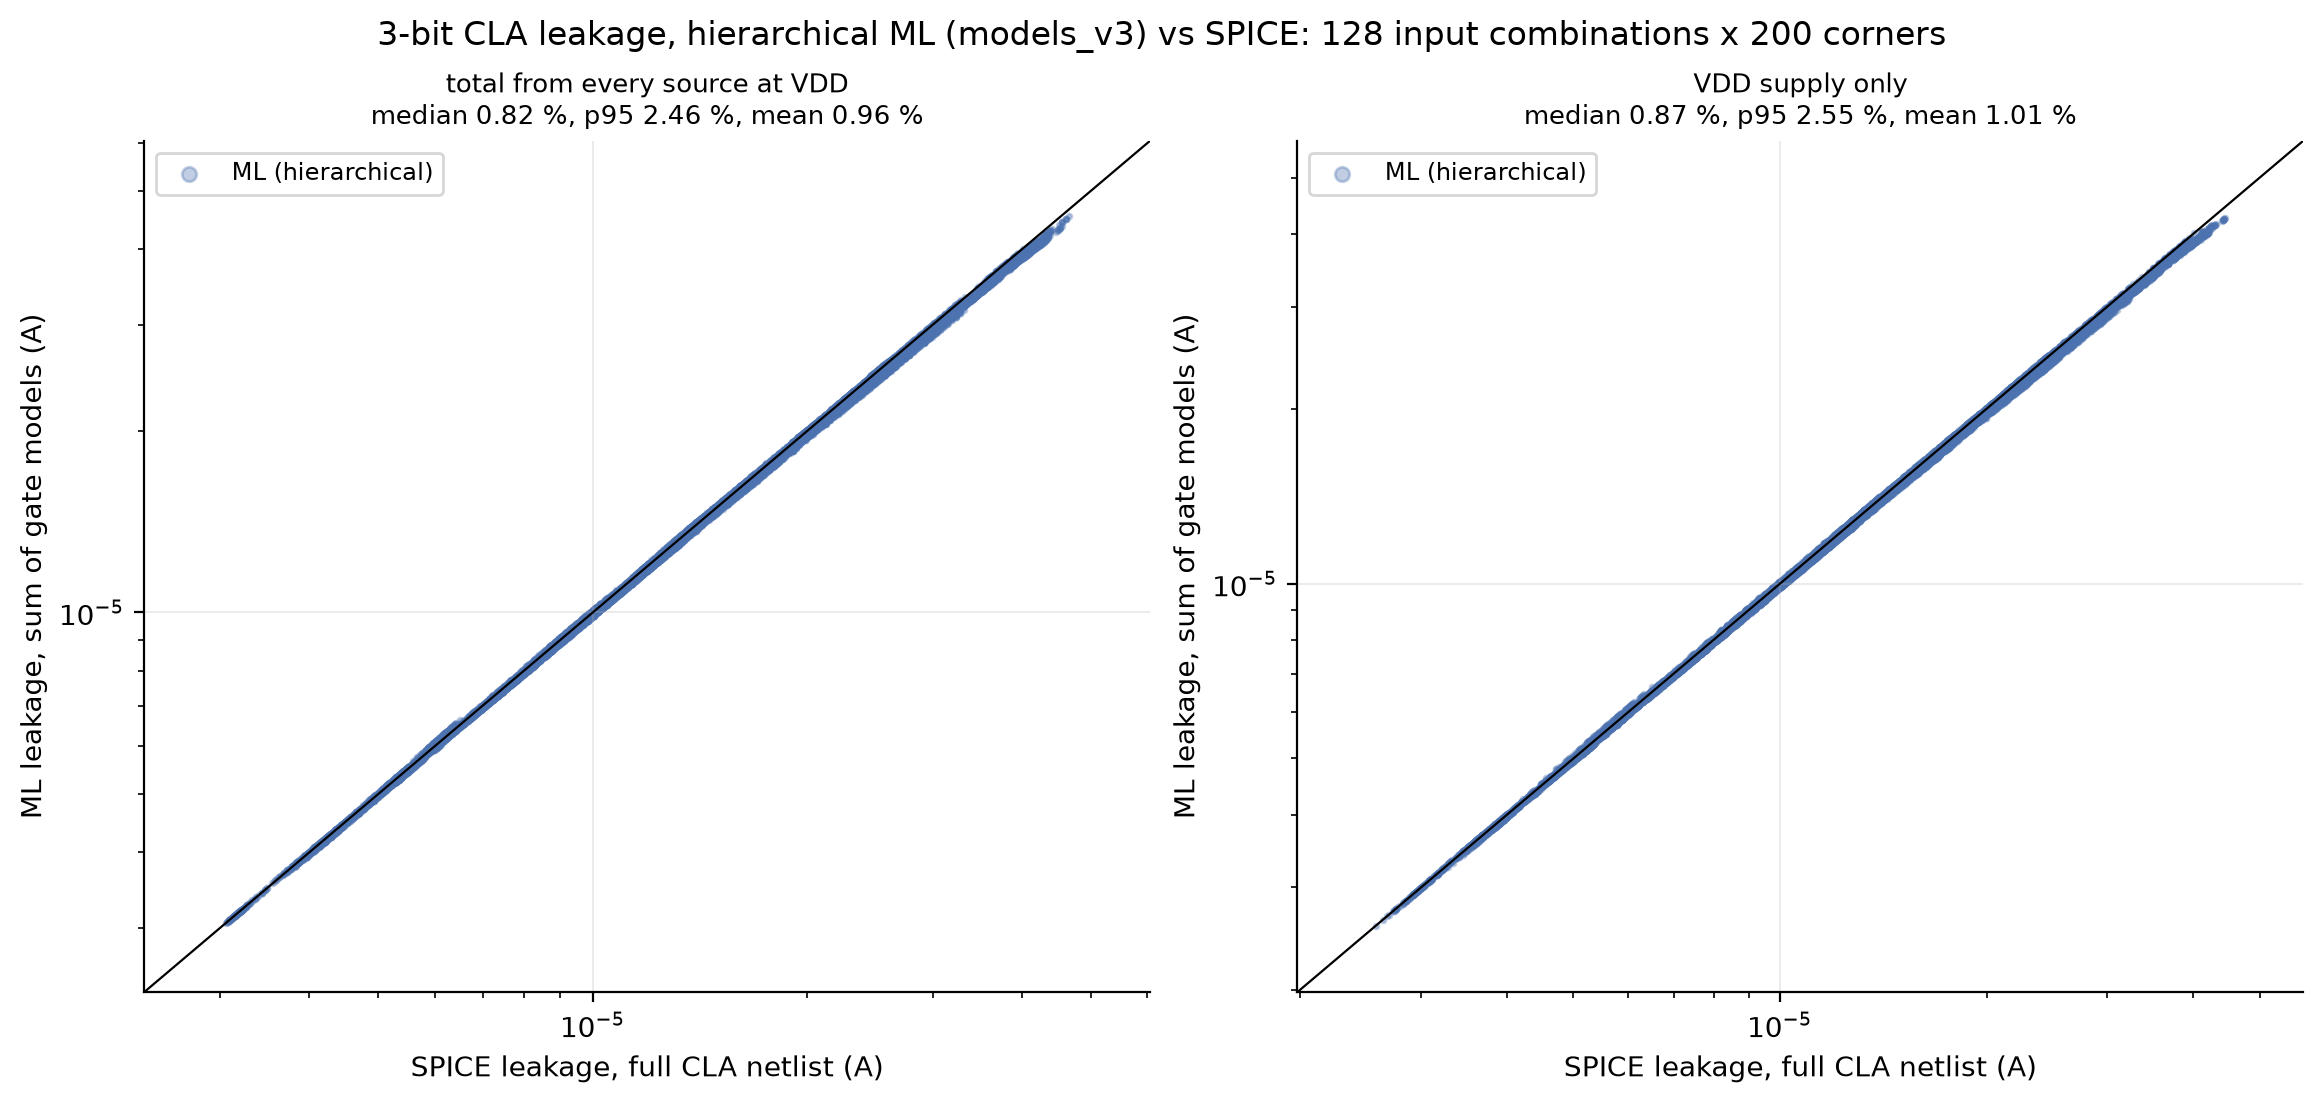 3-bit CLA leakage, hierarchical ML (models_v3) vs SPICE: 128 input combinations x 200 corners
total from every source at VDD
median 0.82 %, p95 2.46 %, mean 0.96 %
ML (hierarchical)
ML leakage, sum of gate models (A)
10⁻⁵
10⁻⁵
SPICE leakage, full CLA netlist (A)
VDD supply only
median 0.87 %, p95 2.55 %, mean 1.01 %
ML (hierarchical)
ML leakage, sum of gate models (A)
10⁻⁵
10⁻⁵
SPICE leakage, full CLA netlist (A)